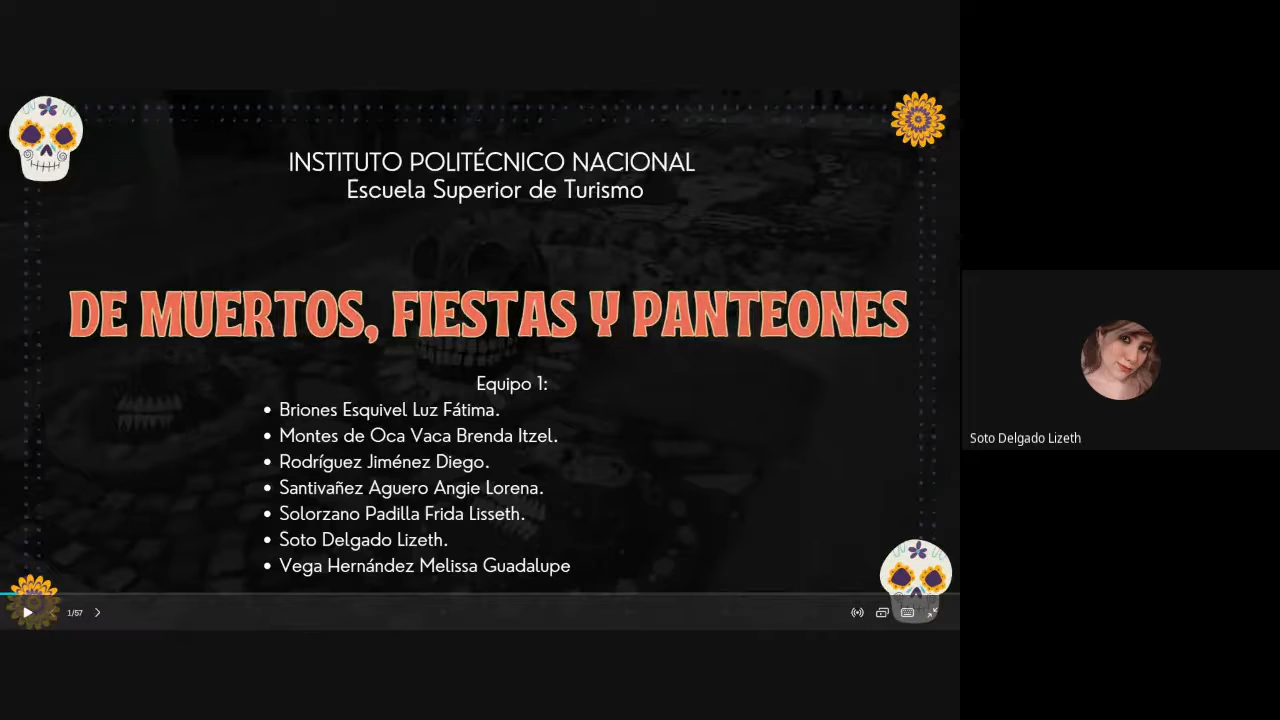 INSTITUTO POLITÉCNICO NACIONAL
Escuela Superior de Turismo
DE MUERTOS, FIESTAS Y PANTEONES
Equipo 1:
• Briones Esquivel Luz Fátima.
• Montes de Oca Vaca Brenda Itzel.
• Rodríguez Jiménez Diego.
• Santivañez Aguero Angie Lorena.
• Solorzano Padilla Frida Lisseth.
• Soto Delgado Lizeth.
• Vega Hernández Melissa Guadalupe
1/57
Soto Delgado Lizeth